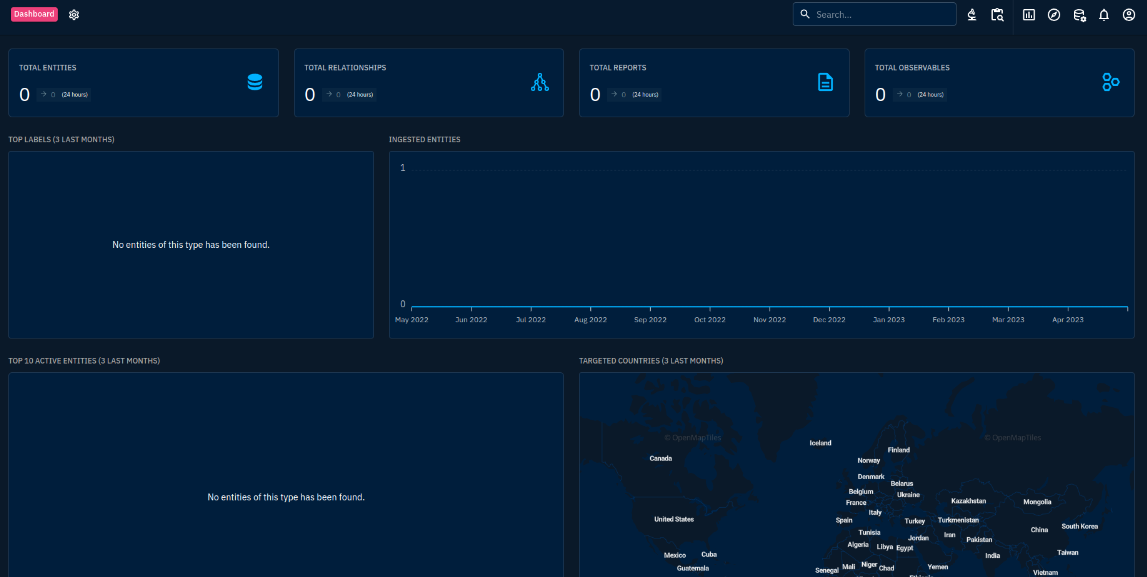 Dashboard
Search...
TOTAL ENTITIES
0
0
(24 hours)
TOTAL RELATIONSHIPS
0
0
(24 hours)
TOTAL REPORTS
0
0
(24 hours)
TOTAL OBSERVABLES
0
0
(24 hours)
TOP LABELS (3 LAST MONTHS)
No entities of this type has been found.
INGESTED ENTITIES
1
0
May 2022 Jun 2022 Jul 2022 Aug 2022 Sep 2022 Oct 2022 Nov 2022 Dec 2022 Jan 2023 Feb 2023 Mar 2023 Apr 2023
TOP 10 ACTIVE ENTITIES (3 LAST MONTHS)
No entities of this type has been found.
TARGETED COUNTRIES (3 LAST MONTHS)
© OpenMapTiles
© OpenMapTiles
Iceland
Finland
Canada
Norway
Denmark
Belarus
Belgium
Ukraine
France
Kazakhstan
Mongolia
Italy
United States
Spain
Turkey
Turkmenistan
South Korea
Tunisia
China
Jordan
Iran
Pakistan
Algeria
Libya
Egypt
Taiwan
Mexico
Cuba
India
Guatemala
Senegal
Mali
Niger
Chad
Yemen
Vietnam